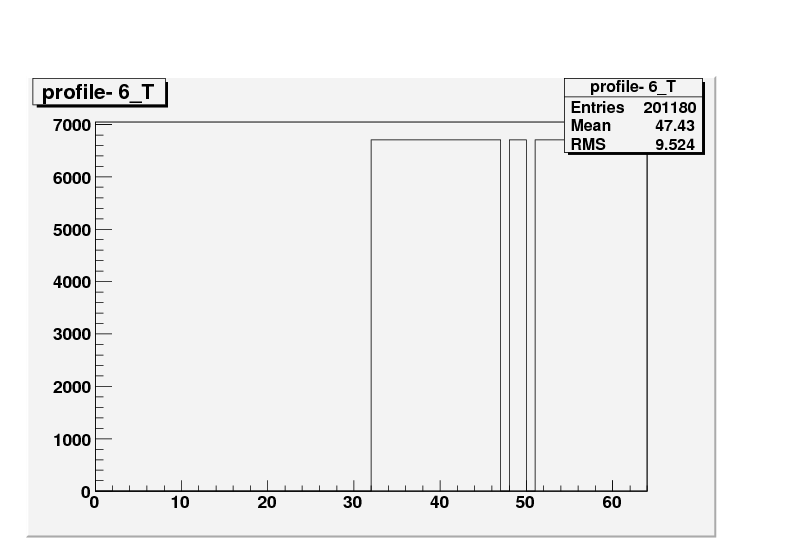 profile- 6_T
profile- 6_T
Entries 201180
Mean 47.43
RMS 9.524
7000
6000
5000
4000
3000
2000
1000
0
0 10 20 30 40 50 60